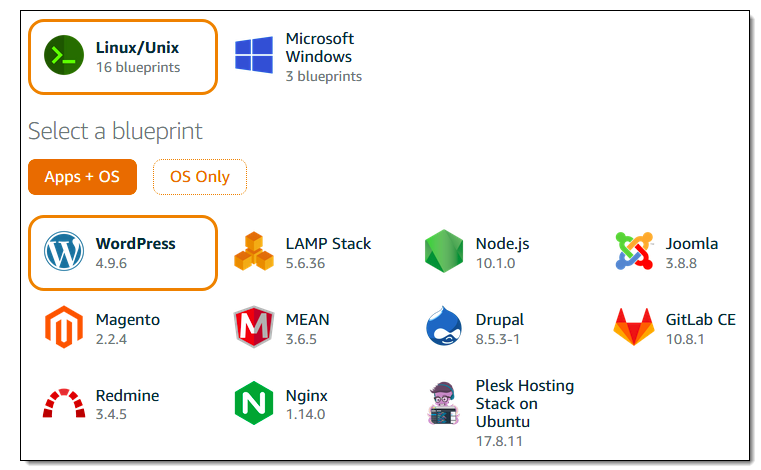 Linux/Unix
16 blueprints
Microsoft
Windows
3 blueprints
Select a blueprint
Apps + OS
OS Only
WordPress
4.9.6
LAMP Stack
5.6.36
Node.js
10.1.0
Joomla
3.8.8
Magento
2.2.4
MEAN
3.6.5
Drupal
8.5.3-1
GitLab CE
10.8.1
Redmine
3.4.5
Nginx
1.14.0
Plesk Hosting
Stack on
Ubuntu
17.8.11